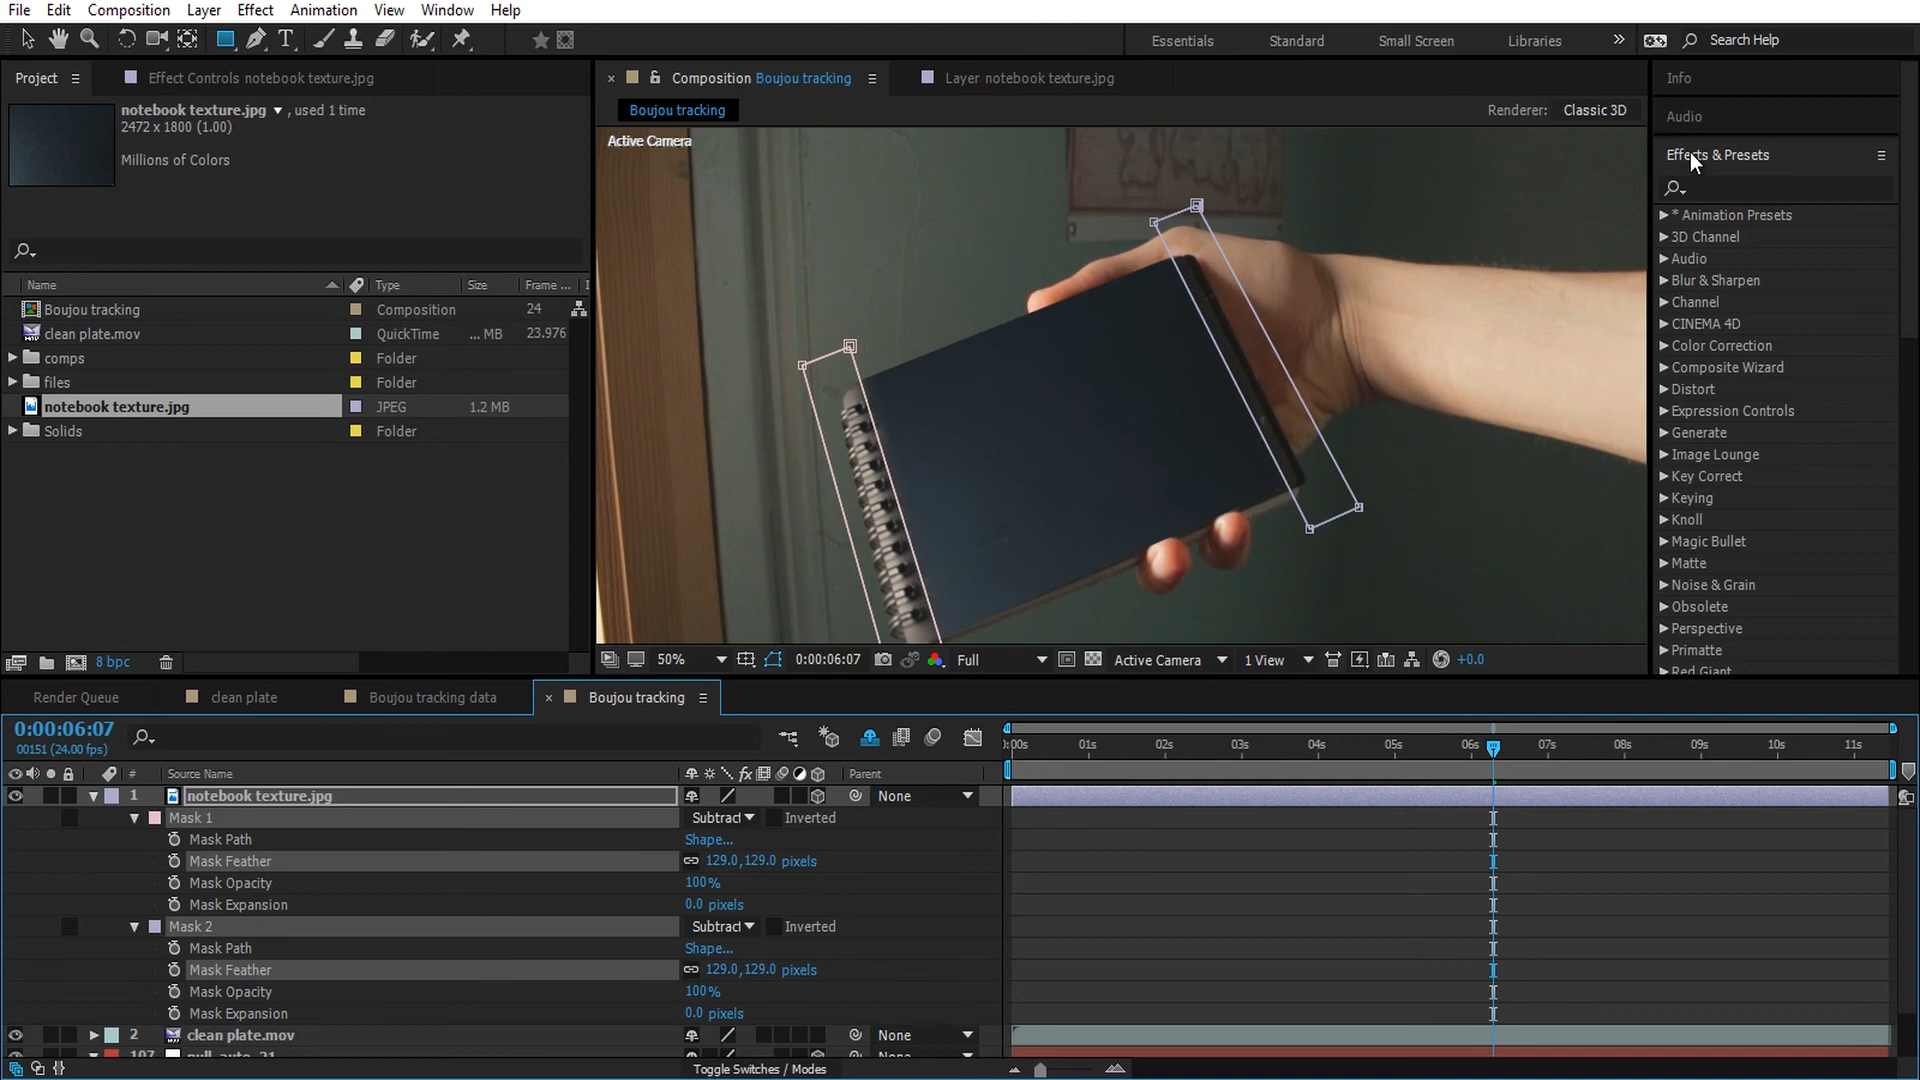 File Edit Composition Layer Effect Animation View Window Help
Essentials Standard Small Screen Libraries Search Help
Project Effect Controls notebook texture.jpg
notebook texture.jpg , used 1 time
2472 x 1800 (1.00)
Millions of Colors
Name Type Size Frame ...
Boujou tracking Composition 24
clean plate.mov QuickTime ... MB 23.976
comps Folder
files Folder
notebook texture.jpg JPEG 1.2 MB
Solids Folder
8 bpc
Composition Boujou tracking Layer notebook texture.jpg
Boujou tracking Renderer: Classic 3D
Active Camera
50% 0:00:06:07 Full Active Camera 1 View +0.0
Info
Audio
Effects & Presets
* Animation Presets
3D Channel
Audio
Blur & Sharpen
Channel
CINEMA 4D
Color Correction
Composite Wizard
Distort
Expression Controls
Generate
Image Lounge
Key Correct
Keying
Knoll
Magic Bullet
Matte
Noise & Grain
Obsolete
Perspective
Primatte
Red Giant
Render Queue clean plate Boujou tracking data Boujou tracking
0:00:06:07
00151 (24.00 fps)
:00s 01s 02s 03s 04s 05s 06s 07s 08s 09s 10s 11s
# Source Name fx Parent
1 notebook texture.jpg None
Mask 1 Subtract Inverted
Mask Path Shape...
Mask Feather 129.0,129.0 pixels
Mask Opacity 100%
Mask Expansion 0.0 pixels
Mask 2 Subtract Inverted
Mask Path Shape...
Mask Feather 129.0,129.0 pixels
Mask Opacity 100%
Mask Expansion 0.0 pixels
2 clean plate.mov None
Toggle Switches / Modes